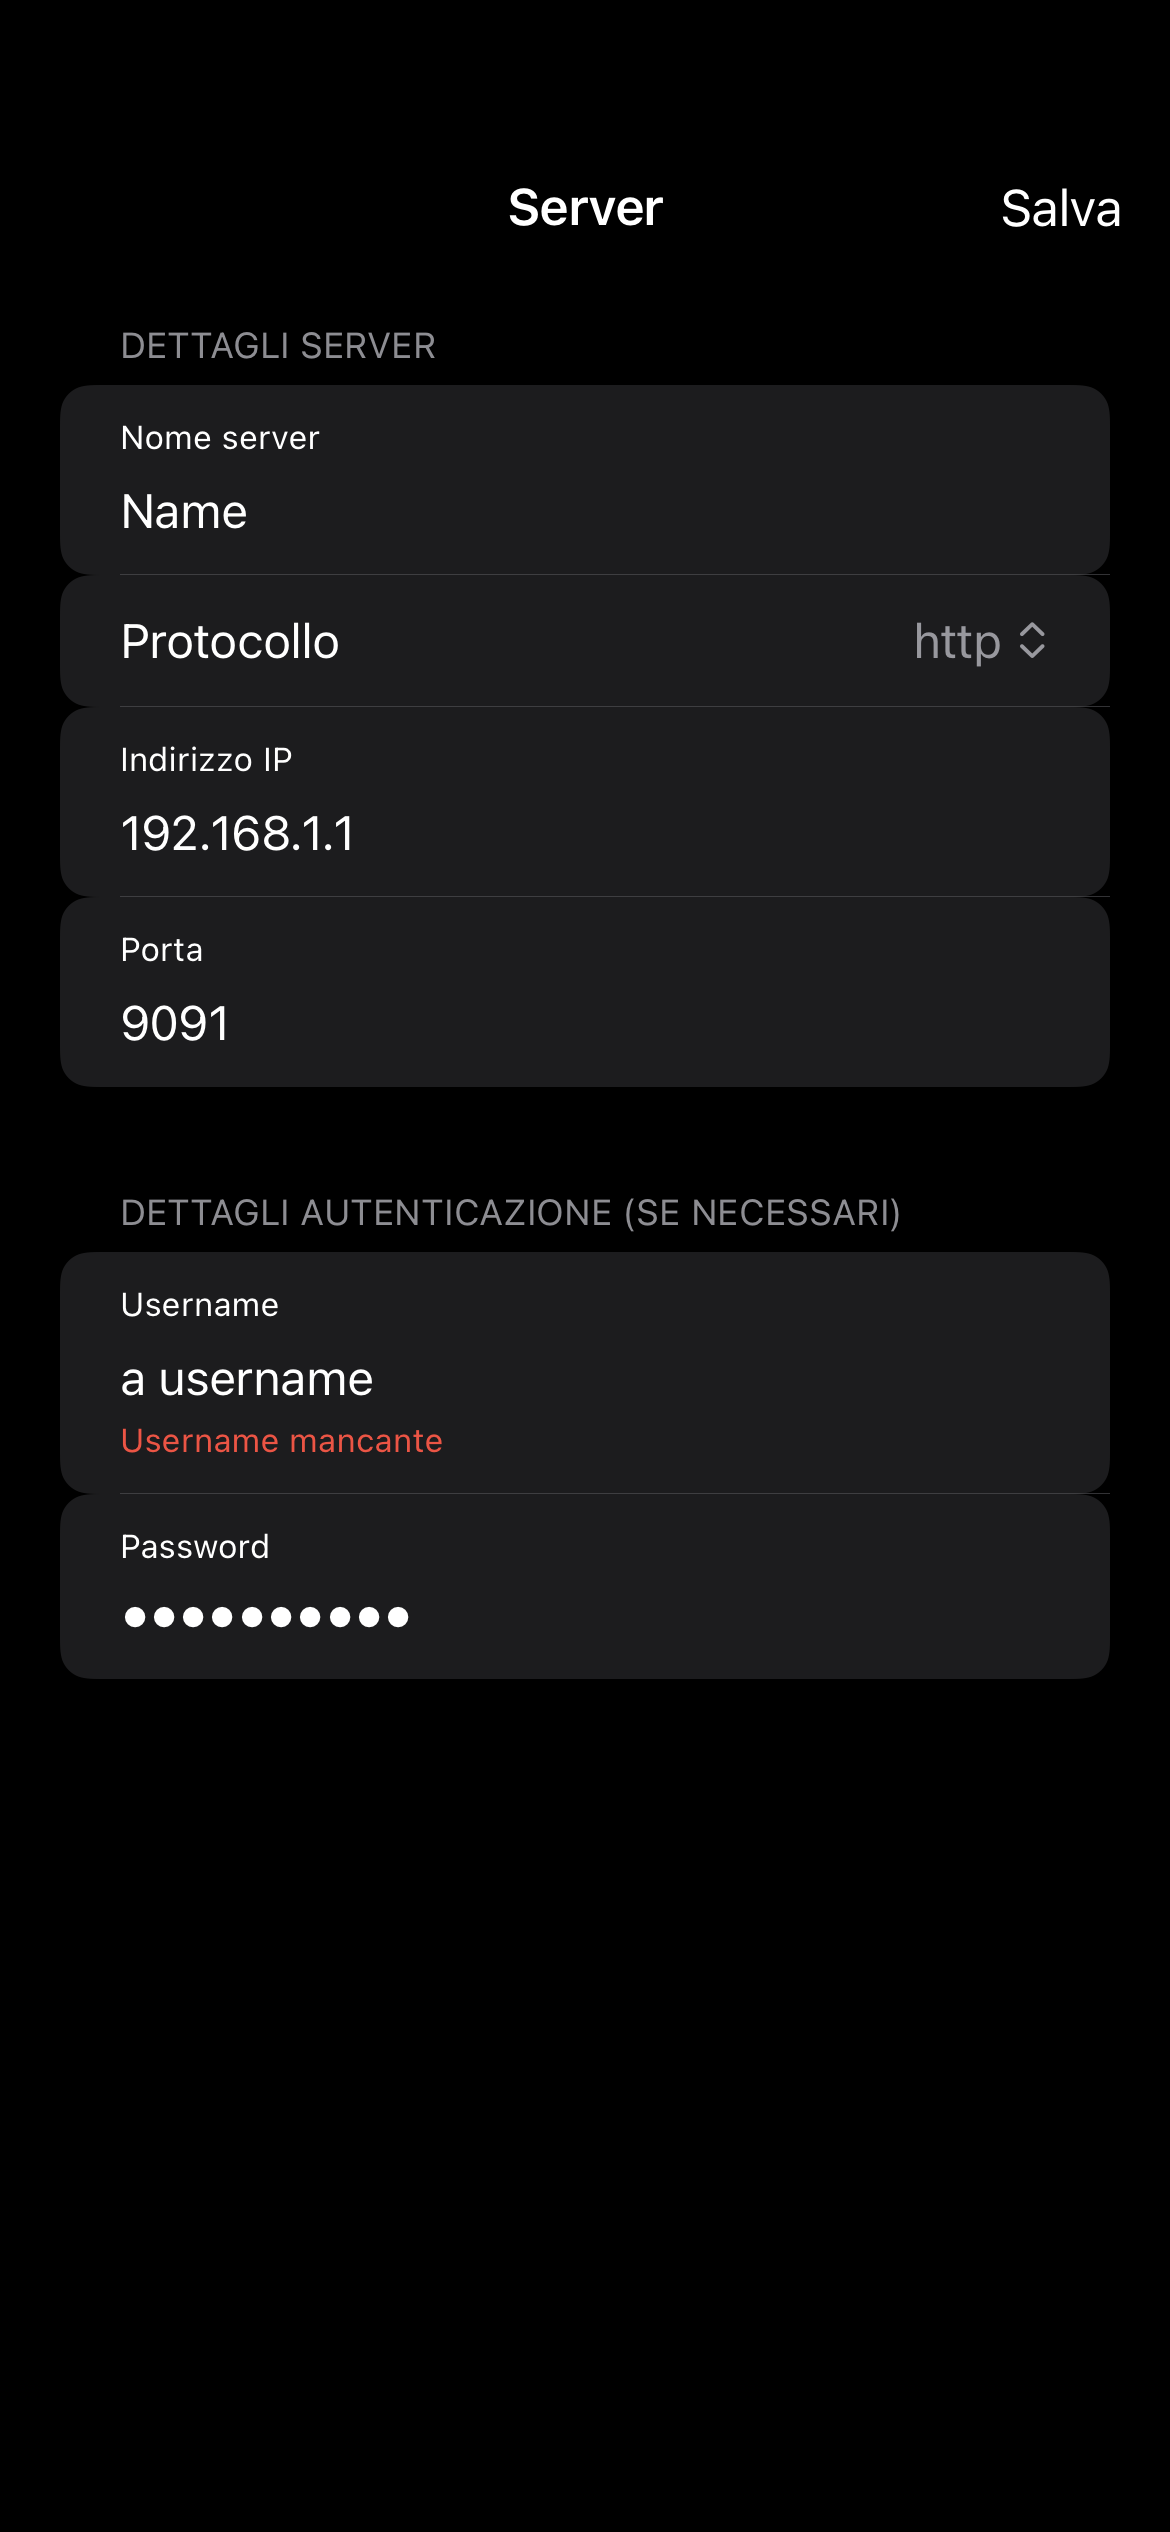 Server
Salva
DETTAGLI SERVER
Nome server
Name
Protocollo
http
Indirizzo IP
192.168.1.1
Porta
9091
DETTAGLI AUTENTICAZIONE (SE NECESSARI)
Username
a username
Username mancante
Password
••••••••••